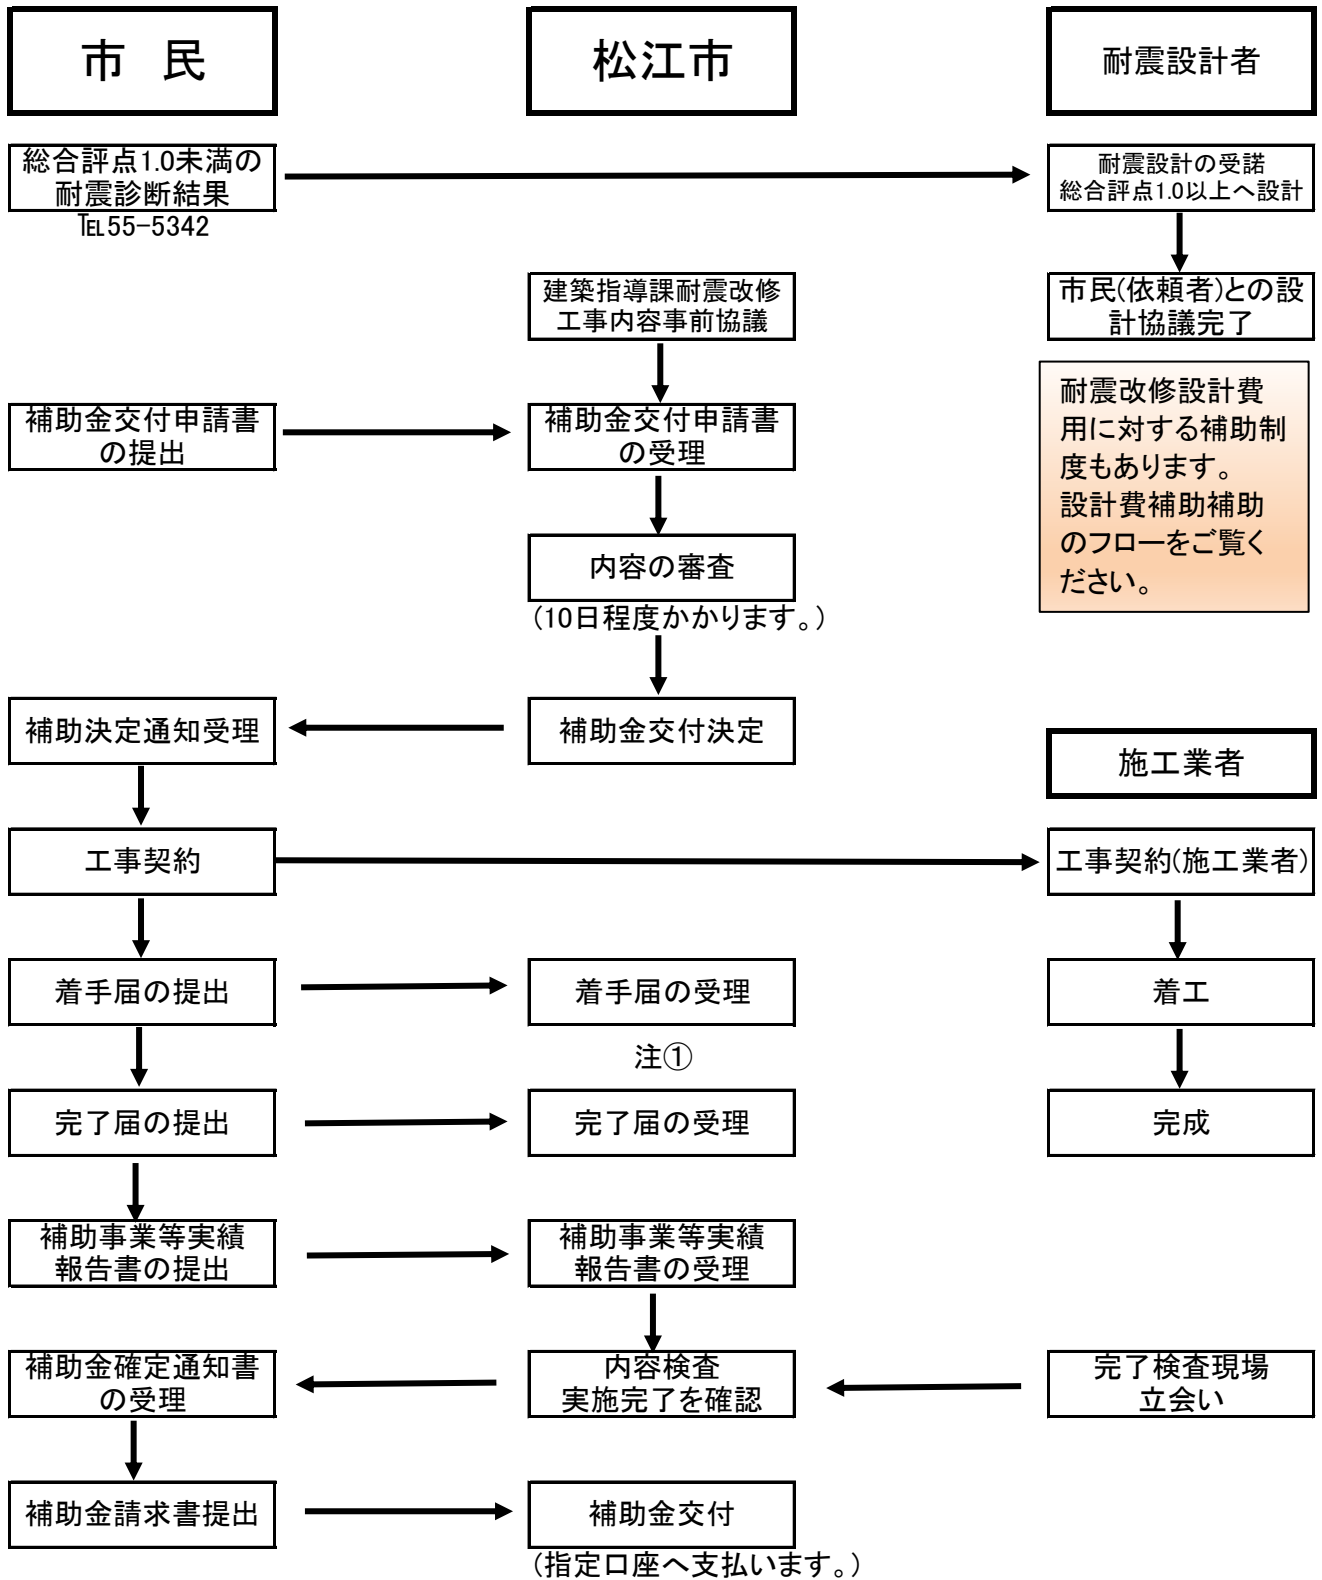 市　民
松江市
耐震設計者
総合評点1.0未満の
耐震診断結果
℡55-5342
耐震設計の受諾
総合評点1.0以上へ設計
建築指導課耐震改修
工事内容事前協議
市民(依頼者)との設
計協議完了
耐震改修設計費
用に対する補助制
度もあります。
設計費補助補助
のフローをご覧く
ださい。
補助金交付申請書
の提出
補助金交付申請書
の受理
内容の審査
(10日程度かかります。)
補助決定通知受理
補助金交付決定
施工業者
工事契約
工事契約(施工業者)
着手届の提出
着手届の受理
着工
注①
完了届の提出
完了届の受理
完成
補助事業等実績
報告書の提出
補助事業等実績
報告書の受理
補助金確定通知書
の受理
内容検査
実施完了を確認
完了検査現場
立会い
補助金請求書提出
補助金交付
(指定口座へ支払います。)